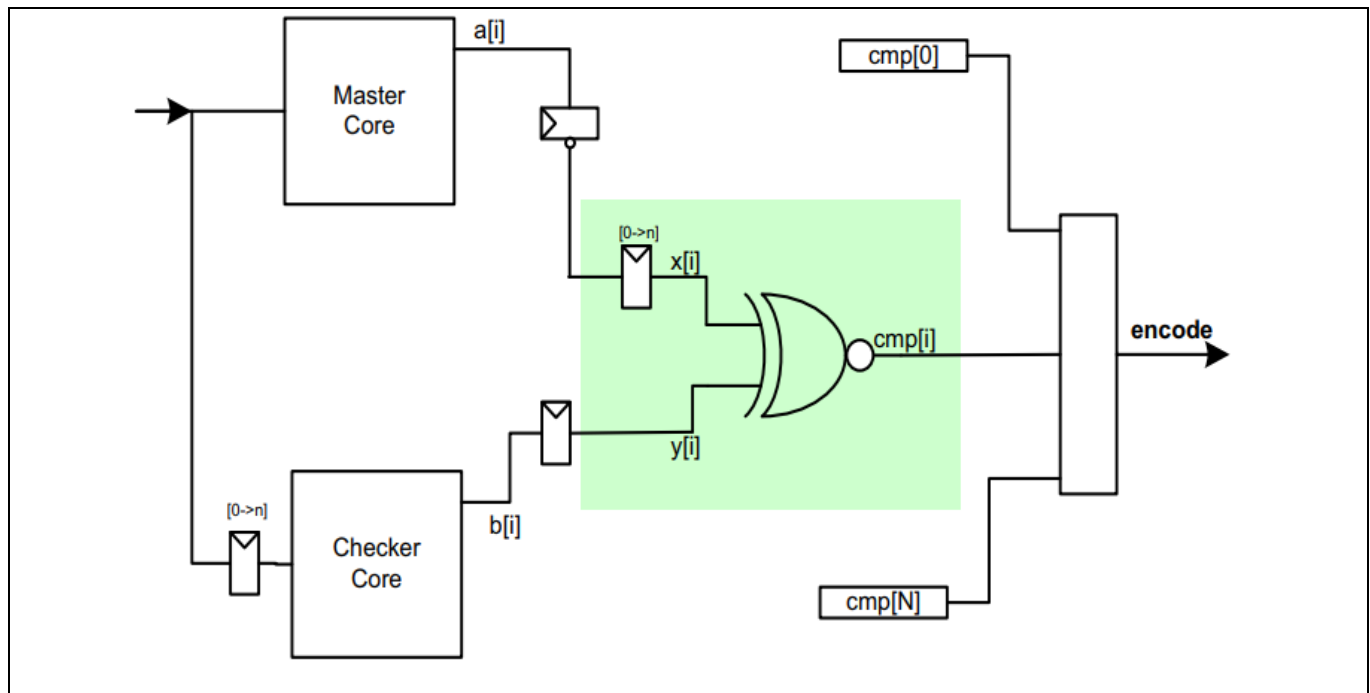 a[i]
cmp[0]
Master
Core
[0->n]
x[i]
encode
cmp[i]
y[i]
[0->n]
b[i]
Checker
Core
cmp[N]